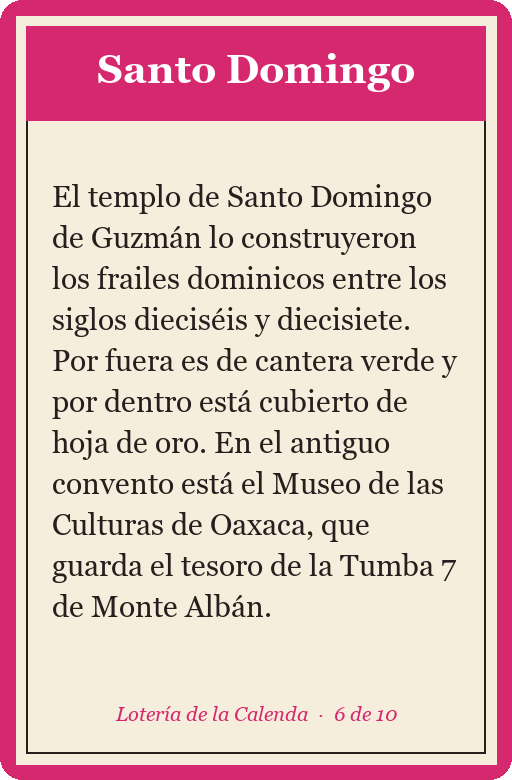 Santo Domingo
El templo de Santo Domingo
de Guzmán lo construyeron
los frailes dominicos entre los
siglos dieciséis y diecisiete.
Por fuera es de cantera verde y
por dentro está cubierto de
hoja de oro. En el antiguo
convento está el Museo de las
Culturas de Oaxaca, que
guarda el tesoro de la Tumba 7
de Monte Albán.
Lotería de la Calenda · 6 de 10